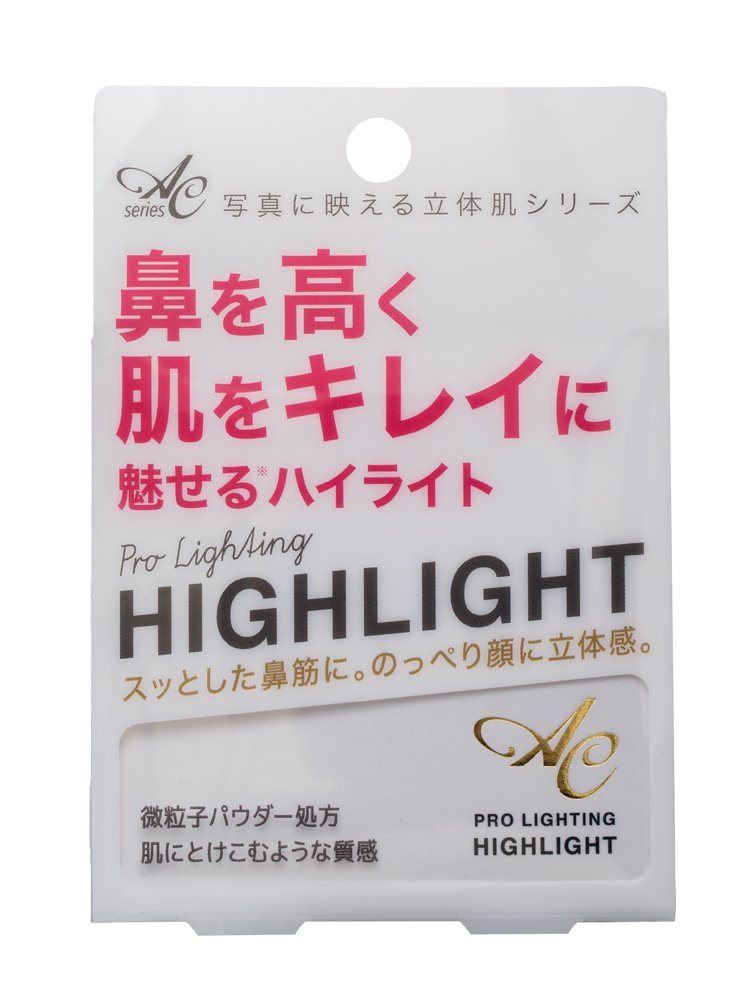 AC series 写真に映える立体肌シリーズ
鼻を高く
肌をキレイに
魅せる※ハイライト
Pro Lighting
HIGHLIGHT
スッとした鼻筋に。のっぺり顔に立体感。
AC
微粒子パウダー処方
肌にとけこむような質感
PRO LIGHTING
HIGHLIGHT